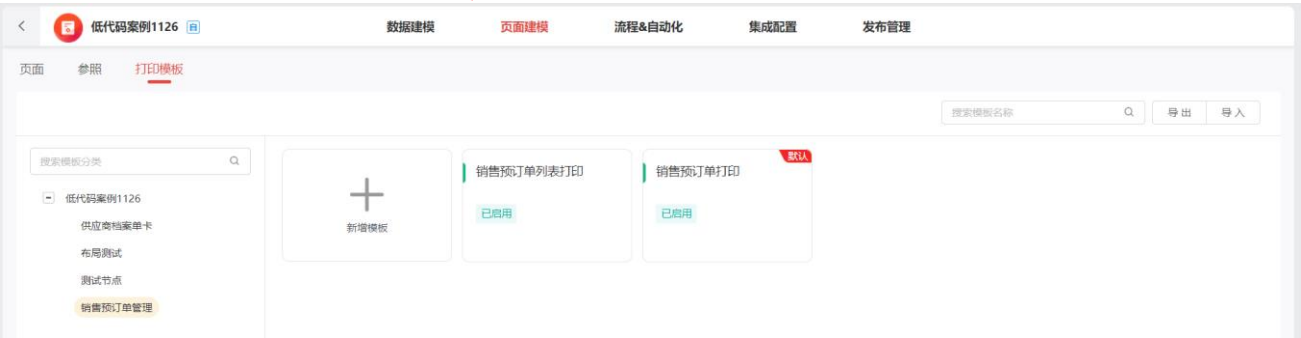 低代码案例1126 自
数据建模 页面建模 流程&自动化 集成配置 发布管理
页面 参照 打印模板
搜索模板名称 导出 导入
搜索模板分类
低代码案例1126
供应商档案单卡
布局测试
测试节点
销售预订单管理
新增模板
销售预订单列表打印
已启用
销售预订单打印
默认
已启用